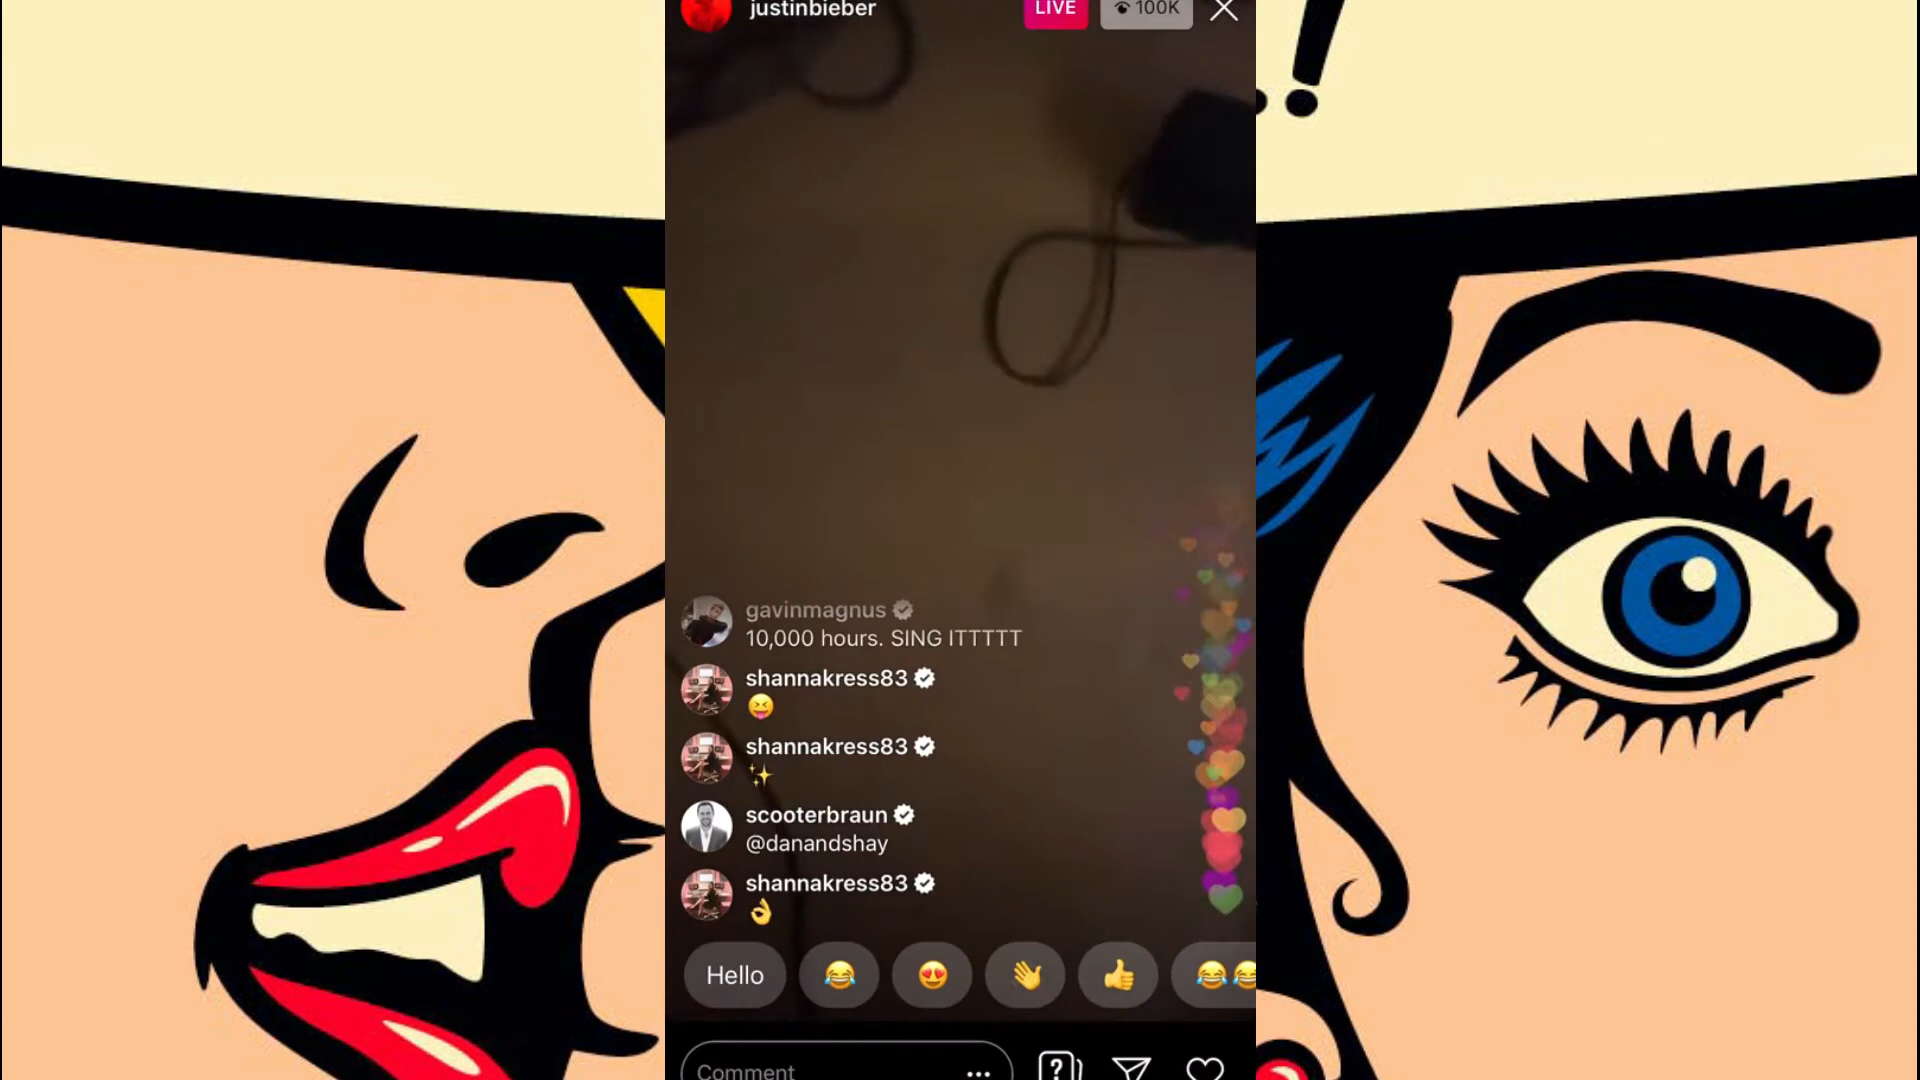 justinbieber
LIVE
100K
gavinmagnus
10,000 hours. SING ITTTTT
shannakress83
shannakress83
scooterbraun
@danandshay
shannakress83
Hello
Comment
...
.!